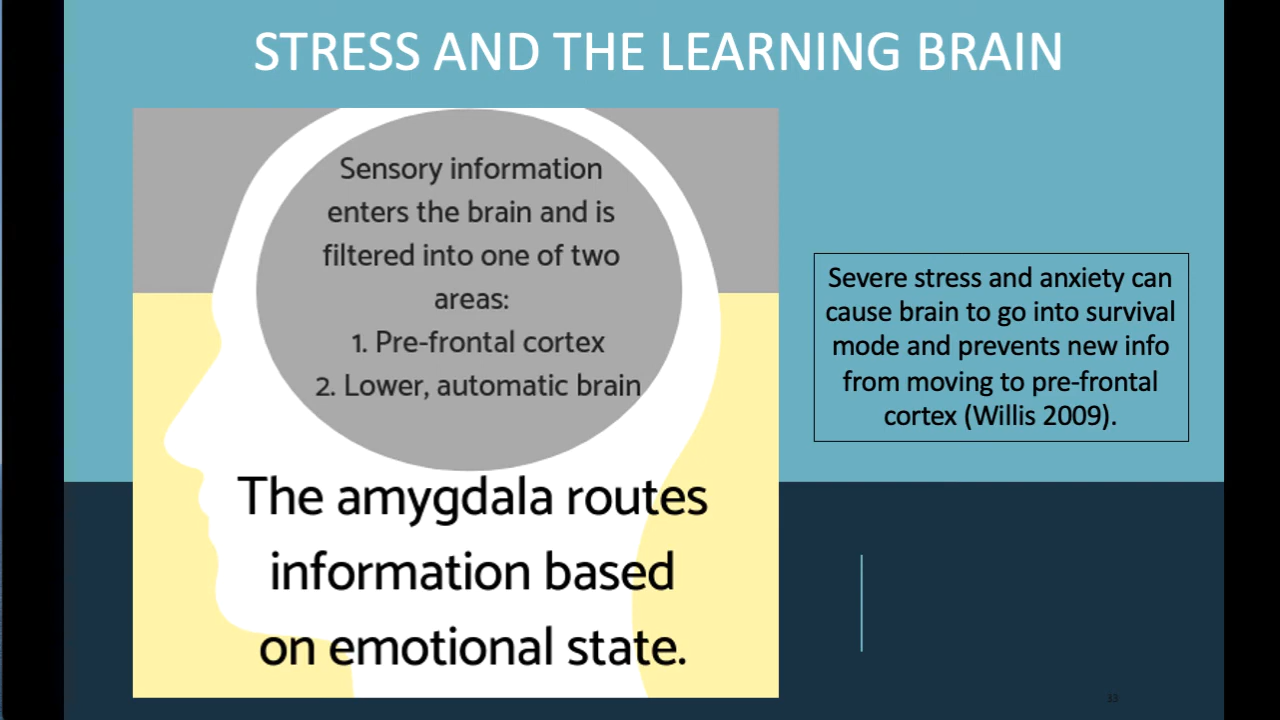 STRESS AND THE LEARNING BRAIN
Sensory information
enters the brain and is
filtered into one of two
areas:
1. Pre-frontal cortex
2. Lower, automatic brain
The amygdala routes
information based
on emotional state.
Severe stress and anxiety can
cause brain to go into survival
mode and prevents new info
from moving to pre-frontal
cortex (Willis 2009).
35